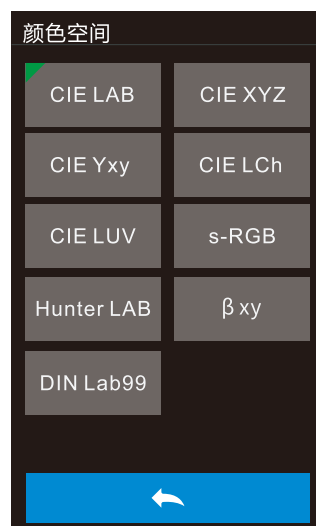 颜色空间
CIE LAB
CIE XYZ
CIE Yxy
CIE LCh
CIE LUV
s-RGB
Hunter LAB
βxy
DIN Lab99